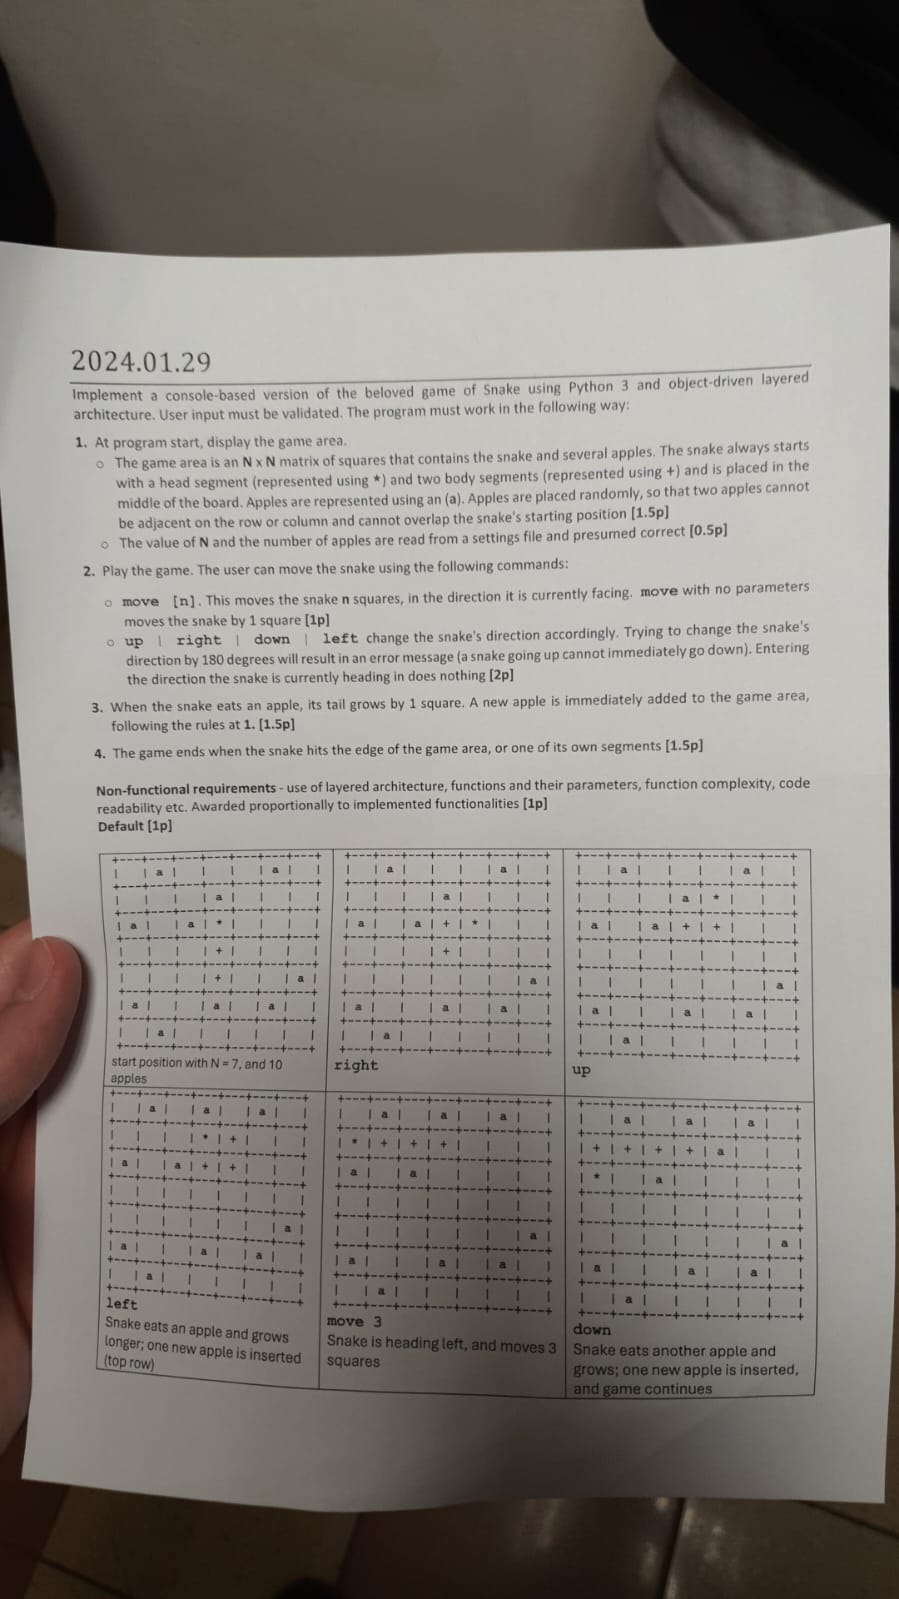 2024.01.29
Implement a console-based version of the beloved game of Snake using Python 3 and object-driven layered
architecture. User input must be validated. The program must work in the following way:
1. At program start, display the game area.
o The game area is an N x N matrix of squares that contains the snake and several apples. The snake always starts
with a head segment (represented using *) and two body segments (represented using +) and is placed in the
middle of the board. Apples are represented using an (a). Apples are placed randomly, so that two apples cannot
be adjacent on the row or column and cannot overlap the snake's starting position [1.5p]
o The value of N and the number of apples are read from a settings file and presumed correct [0.5p]
2. Play the game. The user can move the snake using the following commands:
o move [n]. This moves the snake n squares, in the direction it is currently facing. move with no parameters
moves the snake by 1 square [1p]
o up | right | down | left change the snake's direction accordingly. Trying to change the snake's
direction by 180 degrees will result in an error message (a snake going up cannot immediately go down). Entering
the direction the snake is currently heading in does nothing [2p]
3. When the snake eats an apple, its tail grows by 1 square. A new apple is immediately added to the game area,
following the rules at 1. [1.5p]
4. The game ends when the snake hits the edge of the game area, or one of its own segments [1.5p]
Non-functional requirements - use of layered architecture, functions and their parameters, function complexity, code
readability etc. Awarded proportionally to implemented functionalities [1p]
Default [1p]
+---+---+---+---+---+---+---+
|   | a |   |   |   | a |   |
+---+---+---+---+---+---+---+
|   |   |   | a |   |   |   |
+---+---+---+---+---+---+---+
| a |   | a | * |   |   |   |
+---+---+---+---+---+---+---+
|   |   |   | + |   |   |   |
+---+---+---+---+---+---+---+
|   |   |   | + |   |   | a |
+---+---+---+---+---+---+---+
| a |   |   | a |   | a |   |
+---+---+---+---+---+---+---+
|   | a |   |   |   |   |   |
+---+---+---+---+---+---+---+
start position with N = 7, and 10
apples
+---+---+---+---+---+---+---+
|   | a |   |   |   | a |   |
+---+---+---+---+---+---+---+
|   |   |   | a |   |   |   |
+---+---+---+---+---+---+---+
| a |   | a | + | * |   |   |
+---+---+---+---+---+---+---+
|   |   |   | + |   |   |   |
+---+---+---+---+---+---+---+
|   |   |   |   |   |   | a |
+---+---+---+---+---+---+---+
| a |   |   | a |   | a |   |
+---+---+---+---+---+---+---+
|   | a |   |   |   |   |   |
+---+---+---+---+---+---+---+
right
+---+---+---+---+---+---+---+
|   | a |   |   |   | a |   |
+---+---+---+---+---+---+---+
|   |   |   | a | * |   |   |
+---+---+---+---+---+---+---+
| a |   | a | + | + |   |   |
+---+---+---+---+---+---+---+
|   |   |   |   |   |   |   |
+---+---+---+---+---+---+---+
|   |   |   |   |   |   | a |
+---+---+---+---+---+---+---+
| a |   |   | a |   | a |   |
+---+---+---+---+---+---+---+
|   | a |   |   |   |   |   |
+---+---+---+---+---+---+---+
up
+---+---+---+---+---+---+---+
|   | a |   | a |   | a |   |
+---+---+---+---+---+---+---+
|   |   |   | * | + |   |   |
+---+---+---+---+---+---+---+
| a |   | a | + | + |   |   |
+---+---+---+---+---+---+---+
|   |   |   |   |   |   |   |
+---+---+---+---+---+---+---+
|   |   |   |   |   |   | a |
+---+---+---+---+---+---+---+
| a |   |   | a |   | a |   |
+---+---+---+---+---+---+---+
|   | a |   |   |   |   |   |
+---+---+---+---+---+---+---+
left
Snake eats an apple and grows
longer; one new apple is inserted
(top row)
+---+---+---+---+---+---+---+
|   | a |   | a |   | a |   |
+---+---+---+---+---+---+---+
| * | + | + | + |   |   |   |
+---+---+---+---+---+---+---+
| a |   | a |   |   |   |   |
+---+---+---+---+---+---+---+
|   |   |   |   |   |   |   |
+---+---+---+---+---+---+---+
|   |   |   |   |   |   | a |
+---+---+---+---+---+---+---+
| a |   |   | a |   | a |   |
+---+---+---+---+---+---+---+
|   | a |   |   |   |   |   |
+---+---+---+---+---+---+---+
move 3
Snake is heading left, and moves 3
squares
+---+---+---+---+---+---+---+
|   | a |   | a |   | a |   |
+---+---+---+---+---+---+---+
| + | + | + | + | a |   |   |
+---+---+---+---+---+---+---+
| * |   | a |   |   |   |   |
+---+---+---+---+---+---+---+
|   |   |   |   |   |   |   |
+---+---+---+---+---+---+---+
|   |   |   |   |   |   | a |
+---+---+---+---+---+---+---+
| a |   |   | a |   | a |   |
+---+---+---+---+---+---+---+
|   | a |   |   |   |   |   |
+---+---+---+---+---+---+---+
down
Snake eats another apple and
grows; one new apple is inserted,
and game continues